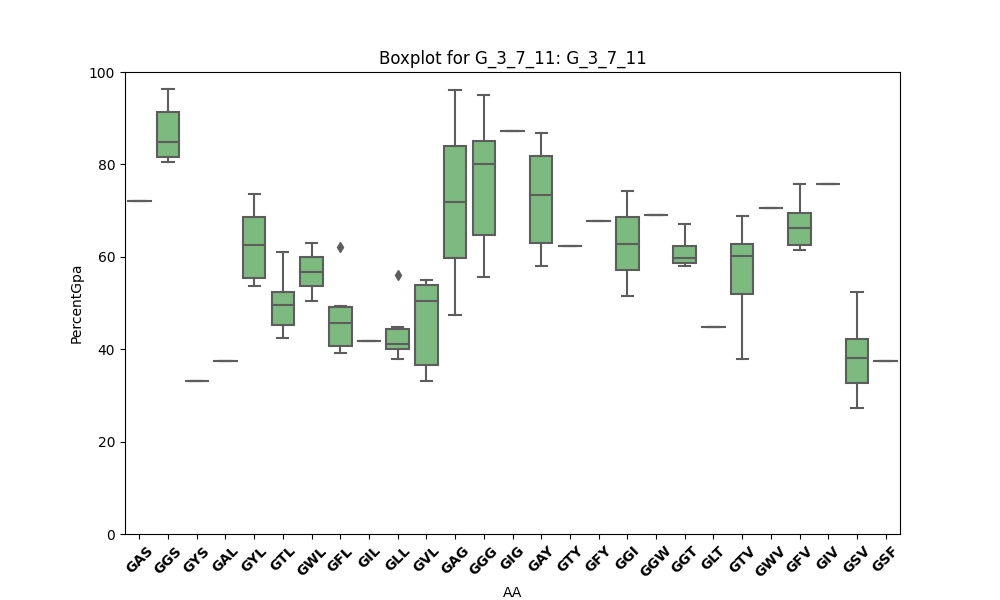 Boxplot for G_3_7_11: G_3_7_11
100
80
60
40
20
0
PercentGpa
GAS GGS GYS GAL GYL GTL GWL GFL GIL GLL GVL GAG GGG GIG GAY GTY GFY GGI GGW GGT GLT GTV GWV GFV GIV GSV GSF
AA